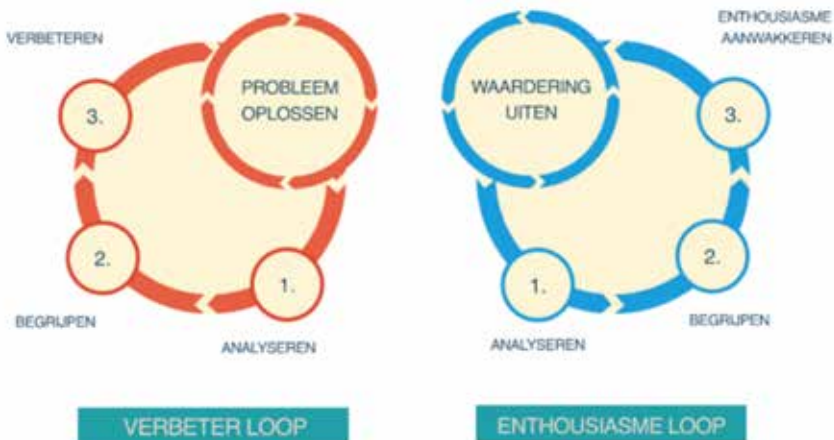 VERBETEREN
PROBLEEM
OPLOSSEN
3.
2.
1.
BEGRIJPEN
ANALYSEREN
VERBETER LOOP
ENTHOUSIASME
AANWAKKEREN
WAARDERING
UITEN
3.
2.
1.
BEGRIJPEN
ANALYSEREN
ENTHOUSIASME LOOP